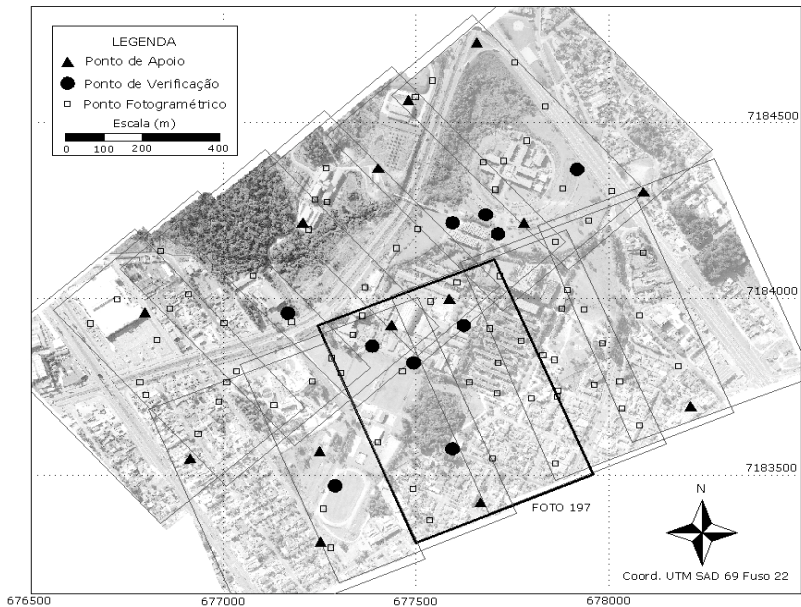 LEGENDA
Ponto de Apoio
Ponto de Verificação
Ponto Fotogramétrico
Escala (m)
0 100 200 400
7184500
7184000
7183500
FOTO 197
N
Coord. UTM SAD 69 Fuso 22
676500 677000 677500 678000